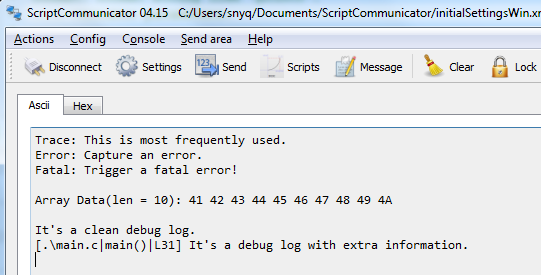 ScriptCommunicator 04.15 C:/Users/snyq/Documents/ScriptCommunicator/initialSettingsWin.xm
Actions Config Console Send area Help
Disconnect Settings 123 Send Scripts Message Clear Lock
Ascii Hex
Trace: This is most frequently used.
Error: Capture an error.
Fatal: Trigger a fatal error!
Array Data(len = 10): 41 42 43 44 45 46 47 48 49 4A
It's a clean debug log.
[.\main.c|main()|L31] It's a debug log with extra information.